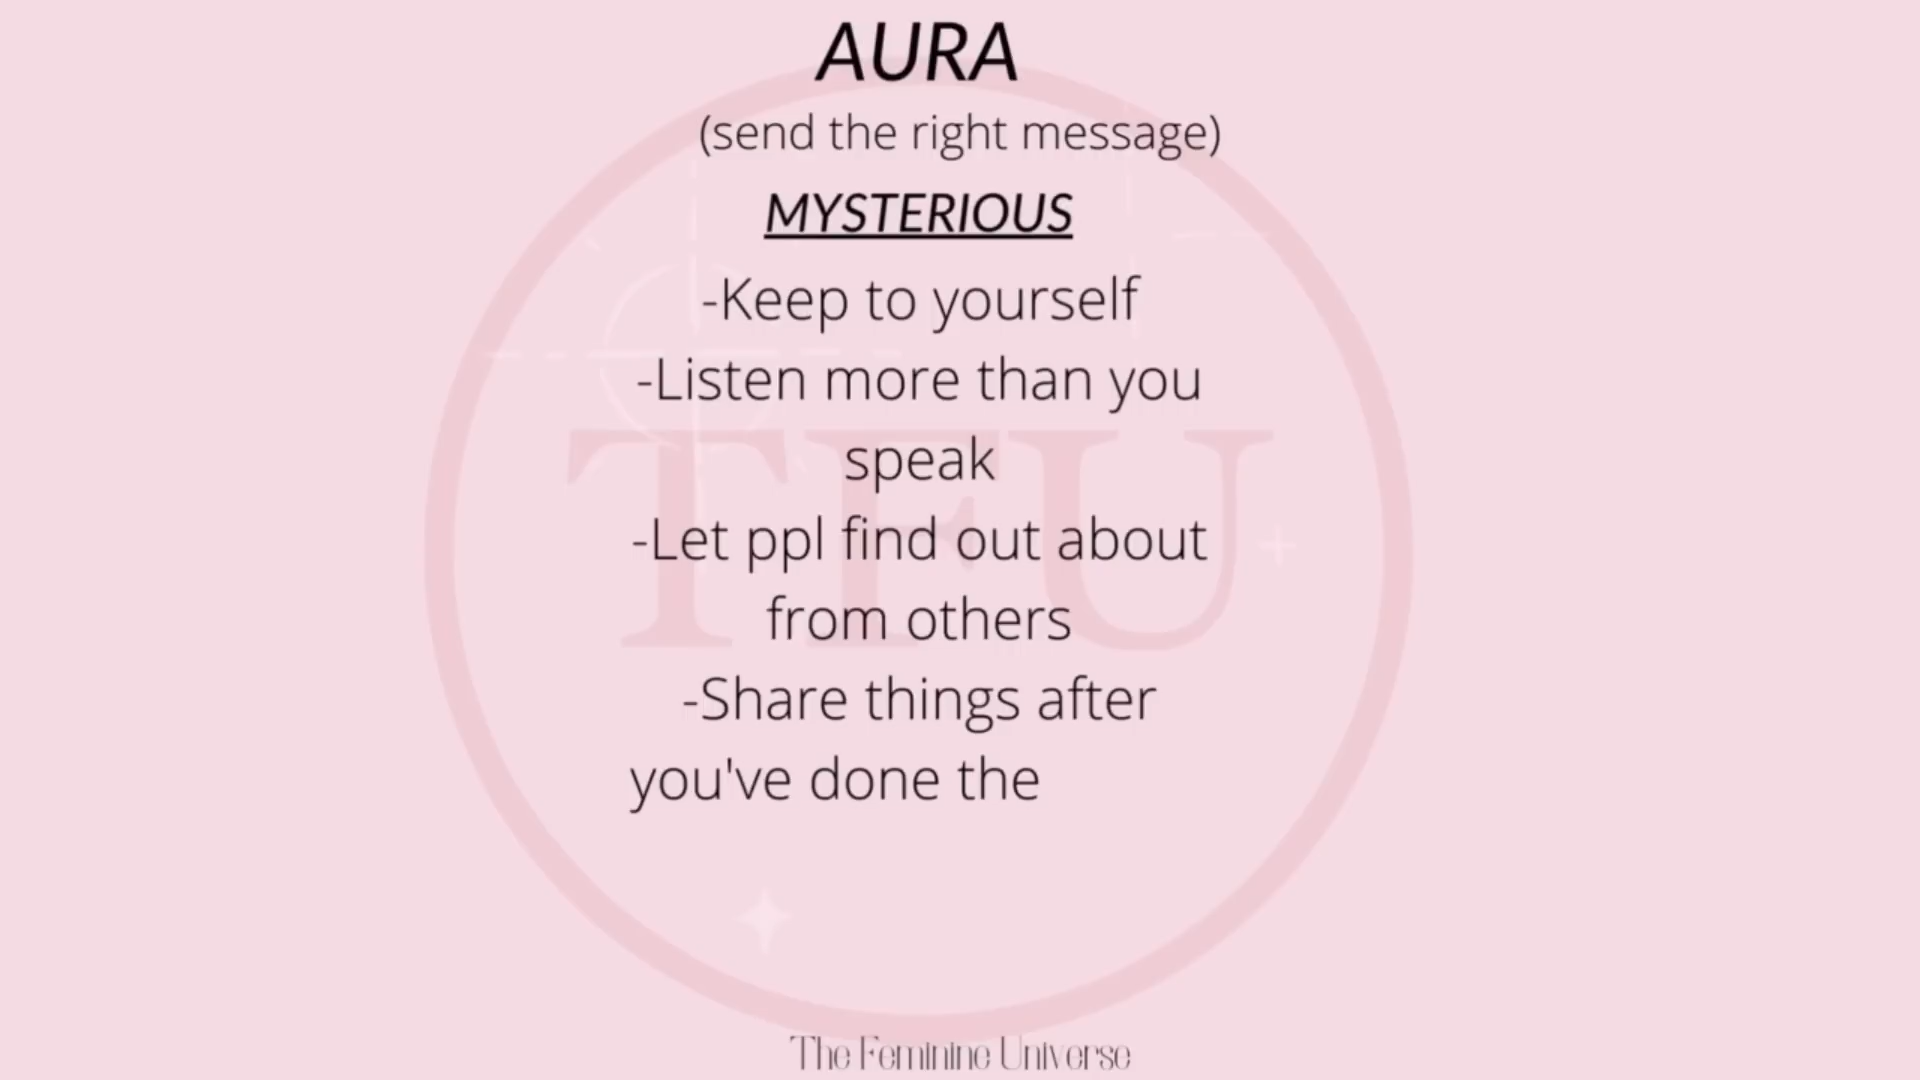 AURA
(send the right message)
MYSTERIOUS
-Keep to yourself
-Listen more than you
speak
-Let ppl find out about
from others
-Share things after
you've done the
TFU
The Feminine Universe